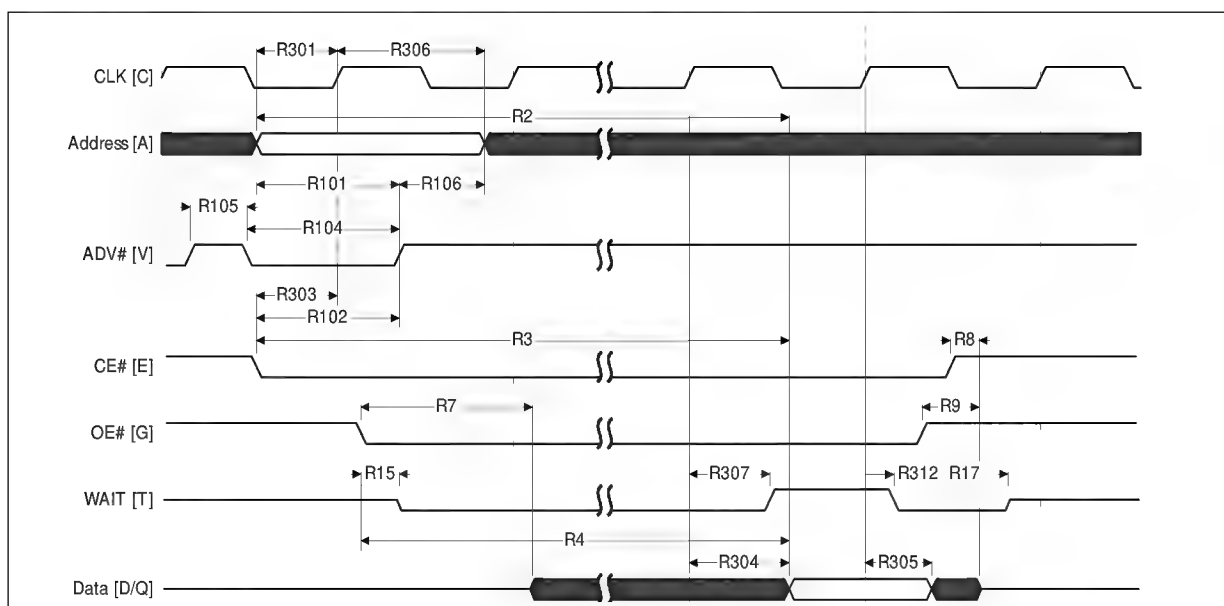 R301 R306
CLK [C]
R2
Address [A]
R101 R106
R105 R104
ADV# [V]
R303
R102
R3 R8
CE# [E]
R7 R9
OE# [G]
R15 R307 R312 R17
WAIT [T]
R4
R304 R305
Data [D/Q]